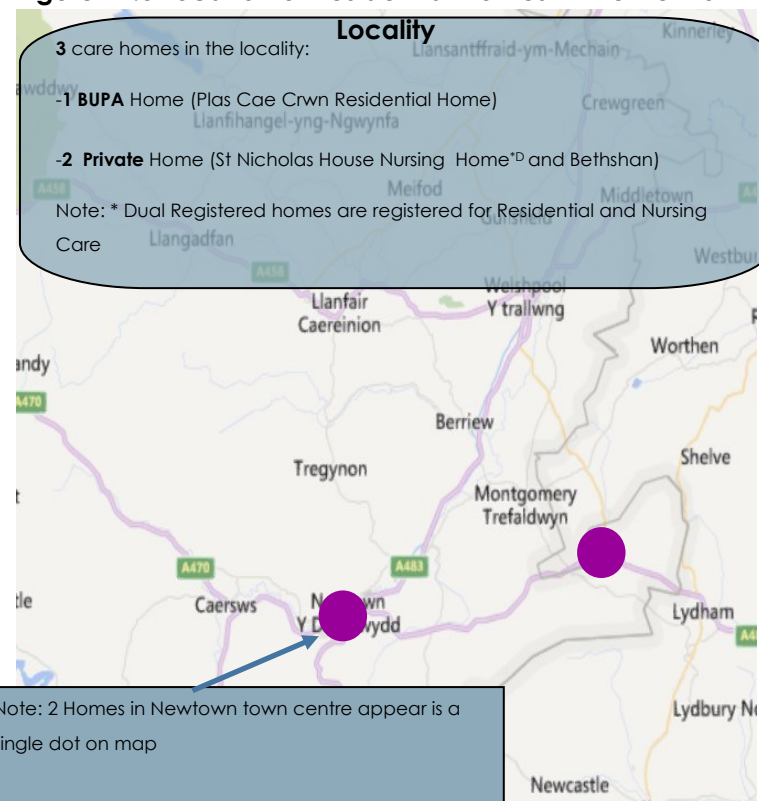 Locality
3 care homes in the locality:
-1 BUPA Home (Plas Cae Crwn Residential Home)
-2 Private Home (St Nicholas House Nursing Home*D and Bethshan)
Note: * Dual Registered homes are registered for Residential and Nursing
Care
Llansantffraid-ym-Mechain
Kinnerley
Crewgreen
Llanfihangel-yng-Ngwynfa
A458
Meifod
Middletown
Llangadfan
A458
Welshpool
Y trallwng
Llanfair
Caereinion
Worthen
A470
Berriew
Shelve
Tregynon
Montgomery
Trefaldwyn
A470
A483
Caersws
Lydham
Note: 2 Homes in Newtown town centre appear is a
single dot on map
Lydbury
Newcastle